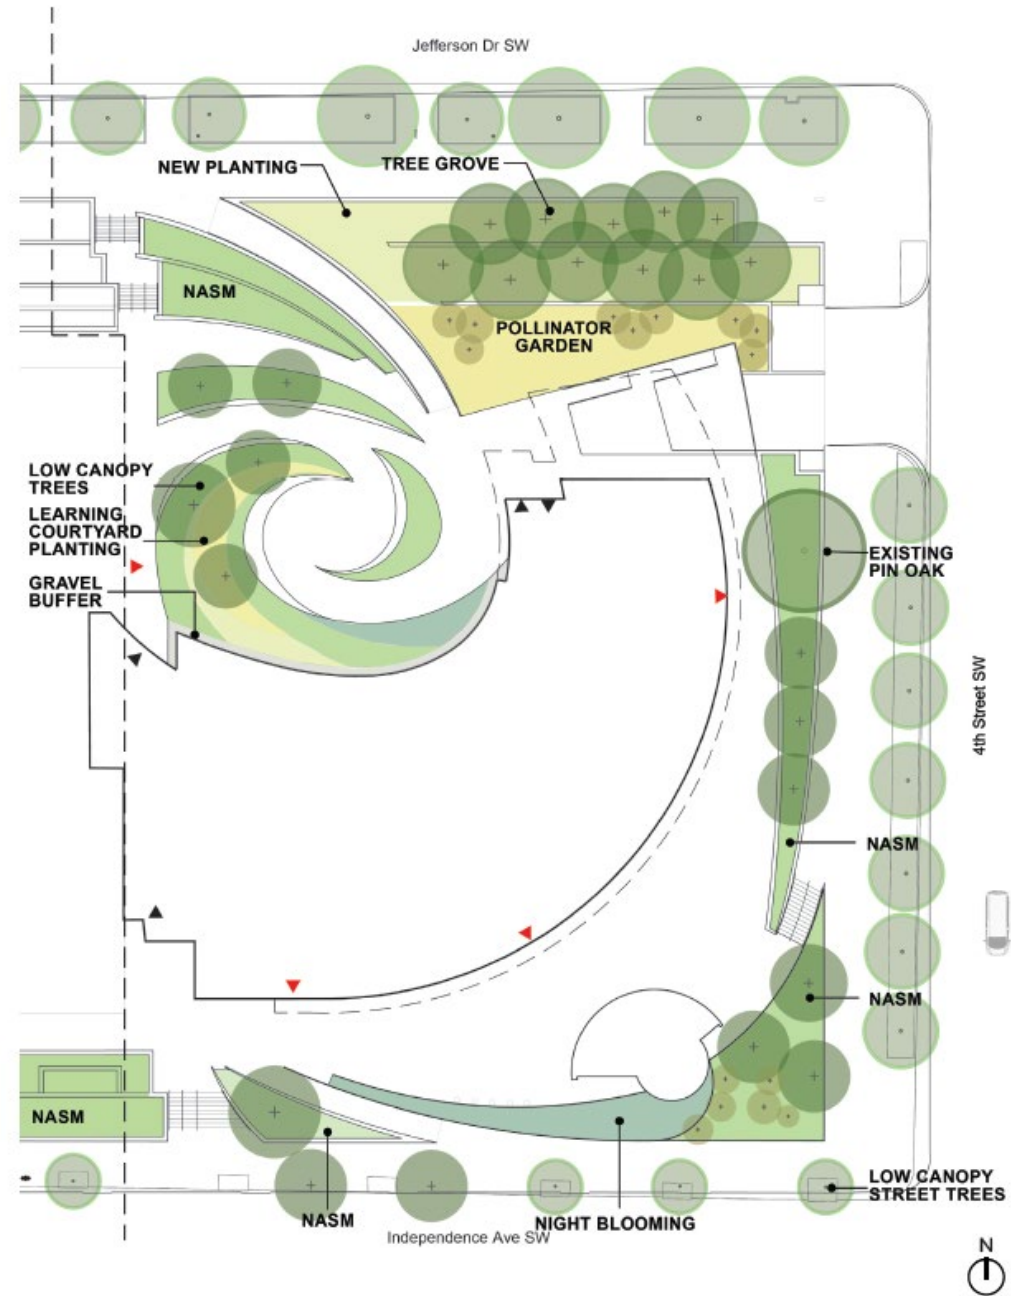 Jefferson Dr SW
NEW PLANTING
TREE GROVE
NASM
POLLINATOR
GARDEN
LOW CANOPY
TREES
LEARNING
COURTYARD
PLANTING
GRAVEL
BUFFER
EXISTING
PIN OAK
4th Street SW
NASM
NASM
NASM
LOW CANOPY
STREET TREES
NASM
NIGHT BLOOMING
Independence Ave SW
N